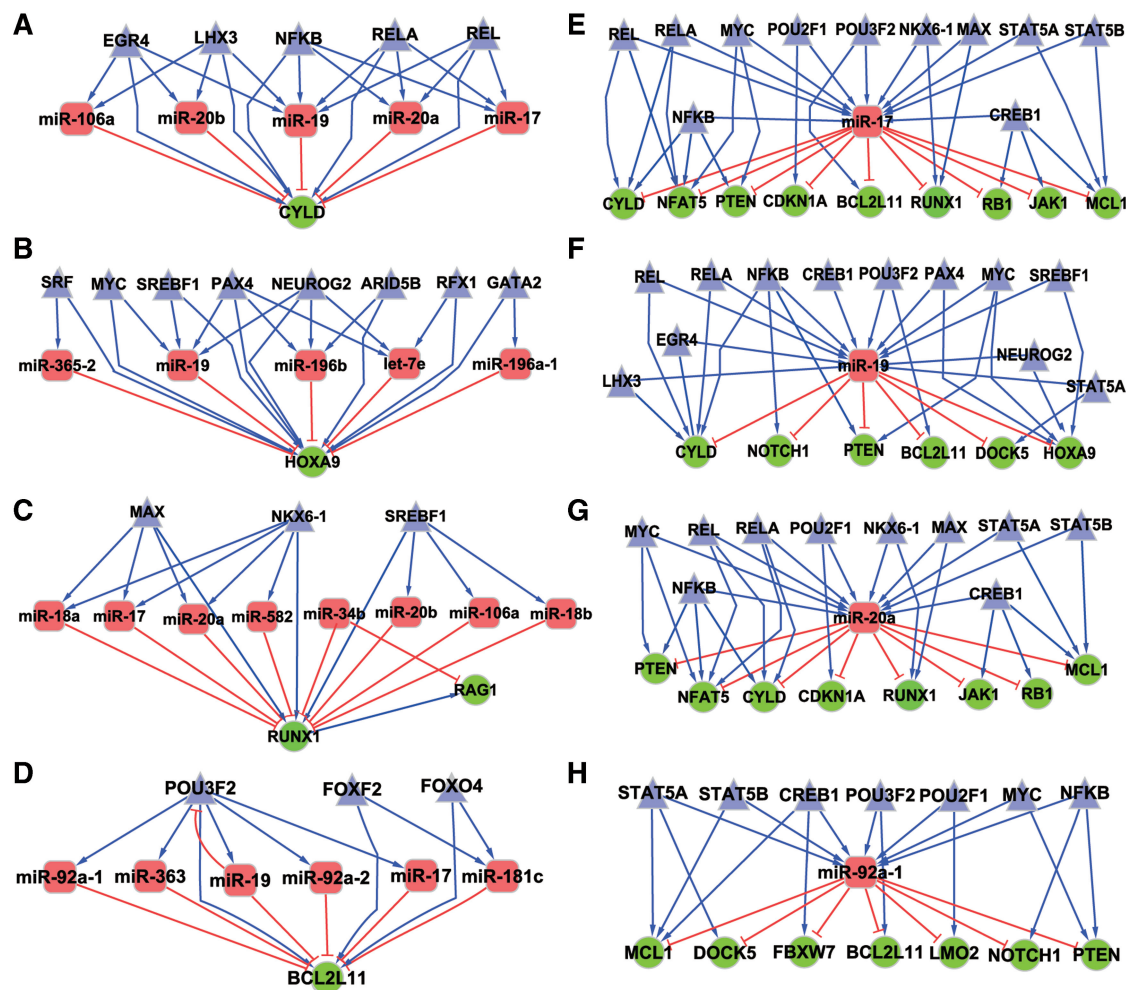 A
EGR4 LHX3 NFKB RELA REL
miR-106a miR-20b miR-19 miR-20a miR-17
CYLD
B
SRF MYC SREBF1 PAX4 NEUROG2 ARID5B RFX1 GATA2
miR-365-2 miR-19 miR-196b let-7e miR-196a-1
HOXA9
C
MAX NKX6-1 SREBF1
miR-18a miR-17 miR-20a miR-582 miR-34b miR-20b miR-106a miR-18b
RAG1
RUNX1
D
POU3F2 FOXF2 FOXO4
miR-92a-1 miR-363 miR-19 miR-92a-2 miR-17 miR-181c
BCL2L11
E
REL RELA MYC POU2F1 POU3F2 NKX6-1 MAX STAT5A STAT5B
NFKB CREB1
miR-17
CYLD NFAT5 PTEN CDKN1A BCL2L11 RUNX1 RB1 JAK1 MCL1
F
REL RELA NFKB CREB1 POU3F2 PAX4 MYC SREBF1
EGR4 NEUROG2
miR-19
LHX3 STAT5A
CYLD NOTCH1 PTEN BCL2L11 DOCK5 HOXA9
G
MYC REL RELA POU2F1 NKX6-1 MAX STAT5A STAT5B
NFKB CREB1
miR-20a
PTEN MCL1
NFAT5 CYLD CDKN1A RUNX1 JAK1 RB1
H
STAT5A STAT5B CREB1 POU3F2 POU2F1 MYC NFKB
miR-92a-1
MCL1 DOCK5 FBXW7 BCL2L11 LMO2 NOTCH1 PTEN